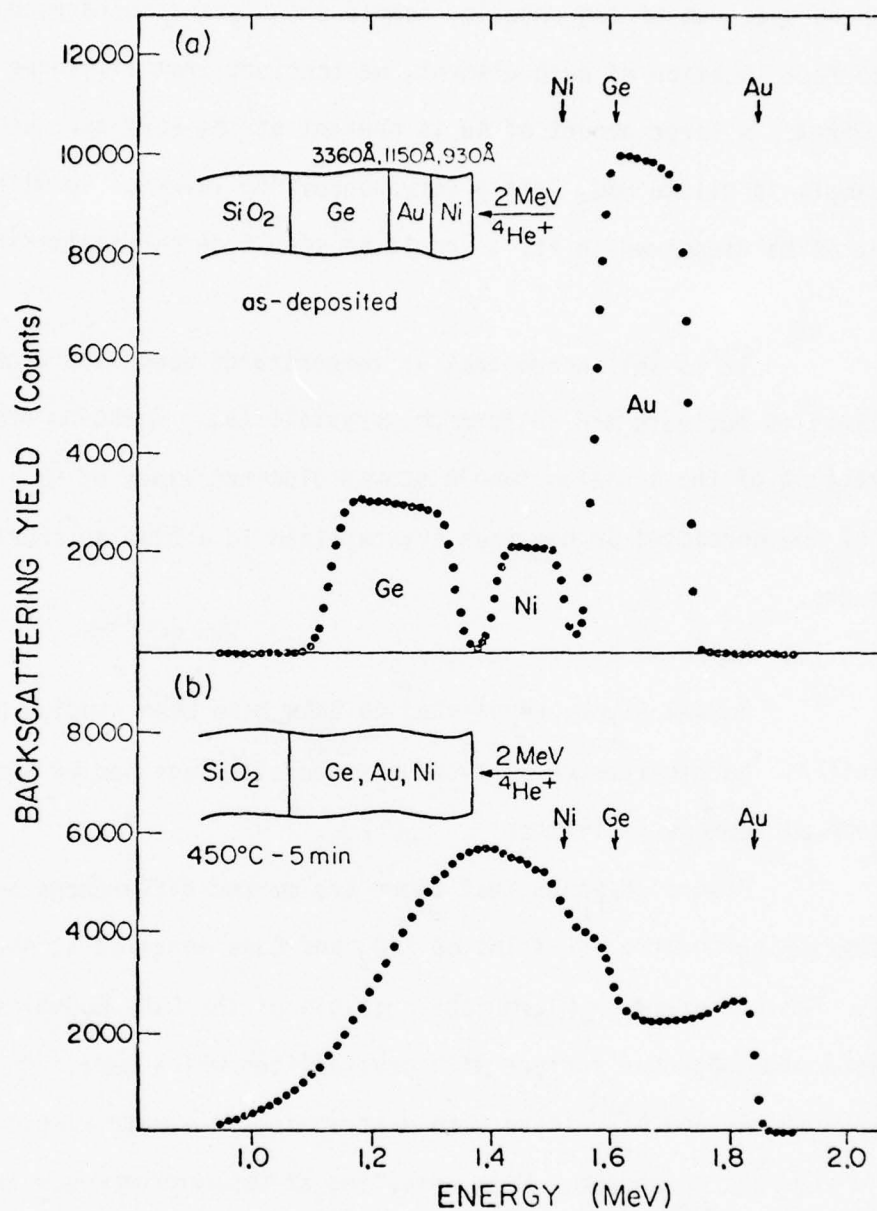 BACKSCATTERING YIELD (Counts)
(a)
12000
10000
8000
6000
4000
2000
Ni Ge Au
3360Å, 1150Å, 930Å
SiO2 Ge Au Ni
2 MeV
4He+
as-deposited
Au
Ge
Ni
(b)
8000
6000
4000
2000
SiO2 Ge, Au, Ni
2 MeV
4He+
Ni Ge Au
450°C - 5 min
1.0 1.2 1.4 1.6 1.8 2.0
ENERGY (MeV)